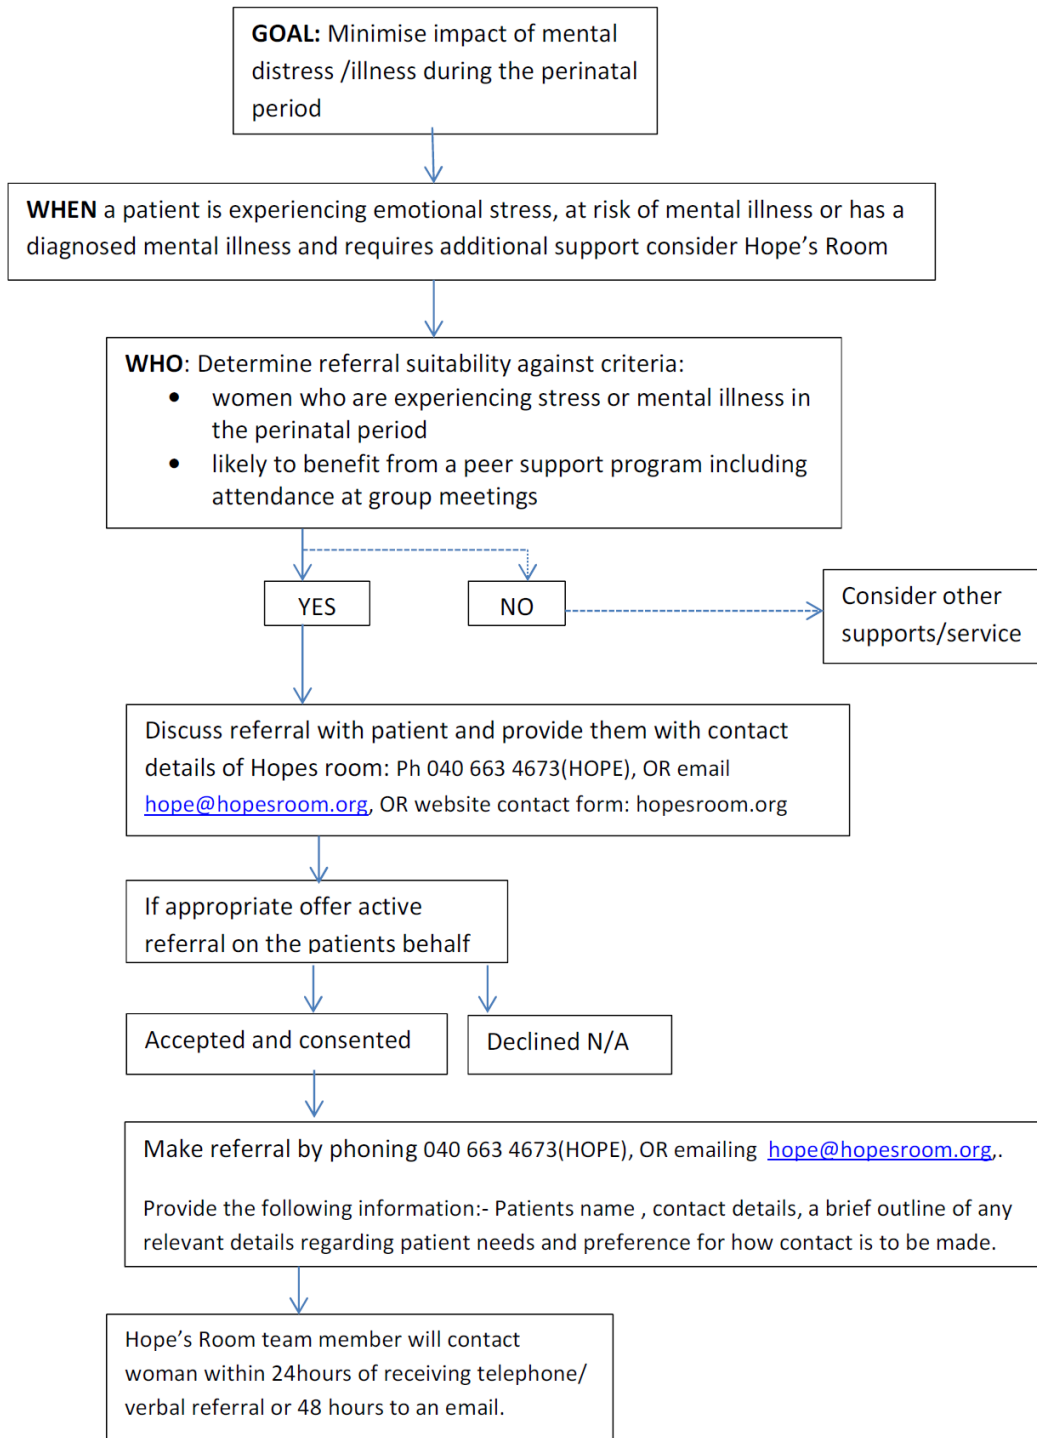 GOAL: Minimise impact of mental
distress /illness during the perinatal
period
WHEN a patient is experiencing emotional stress, at risk of mental illness or has a
diagnosed mental illness and requires additional support consider Hope’s Room
WHO: Determine referral suitability against criteria:
• women who are experiencing stress or mental illness in
the perinatal period
• likely to benefit from a peer support program including
attendance at group meetings
YES
NO
Consider other
supports/service
Discuss referral with patient and provide them with contact
details of Hopes room: Ph 040 663 4673(HOPE), OR email
hope@hopesroom.org, OR website contact form: hopesroom.org
If appropriate offer active
referral on the patients behalf
Accepted and consented
Declined N/A
Make referral by phoning 040 663 4673(HOPE), OR emailing hope@hopesroom.org,.
Provide the following information:- Patients name , contact details, a brief outline of any
relevant details regarding patient needs and preference for how contact is to be made.
Hope’s Room team member will contact
woman within 24hours of receiving telephone/
verbal referral or 48 hours to an email.